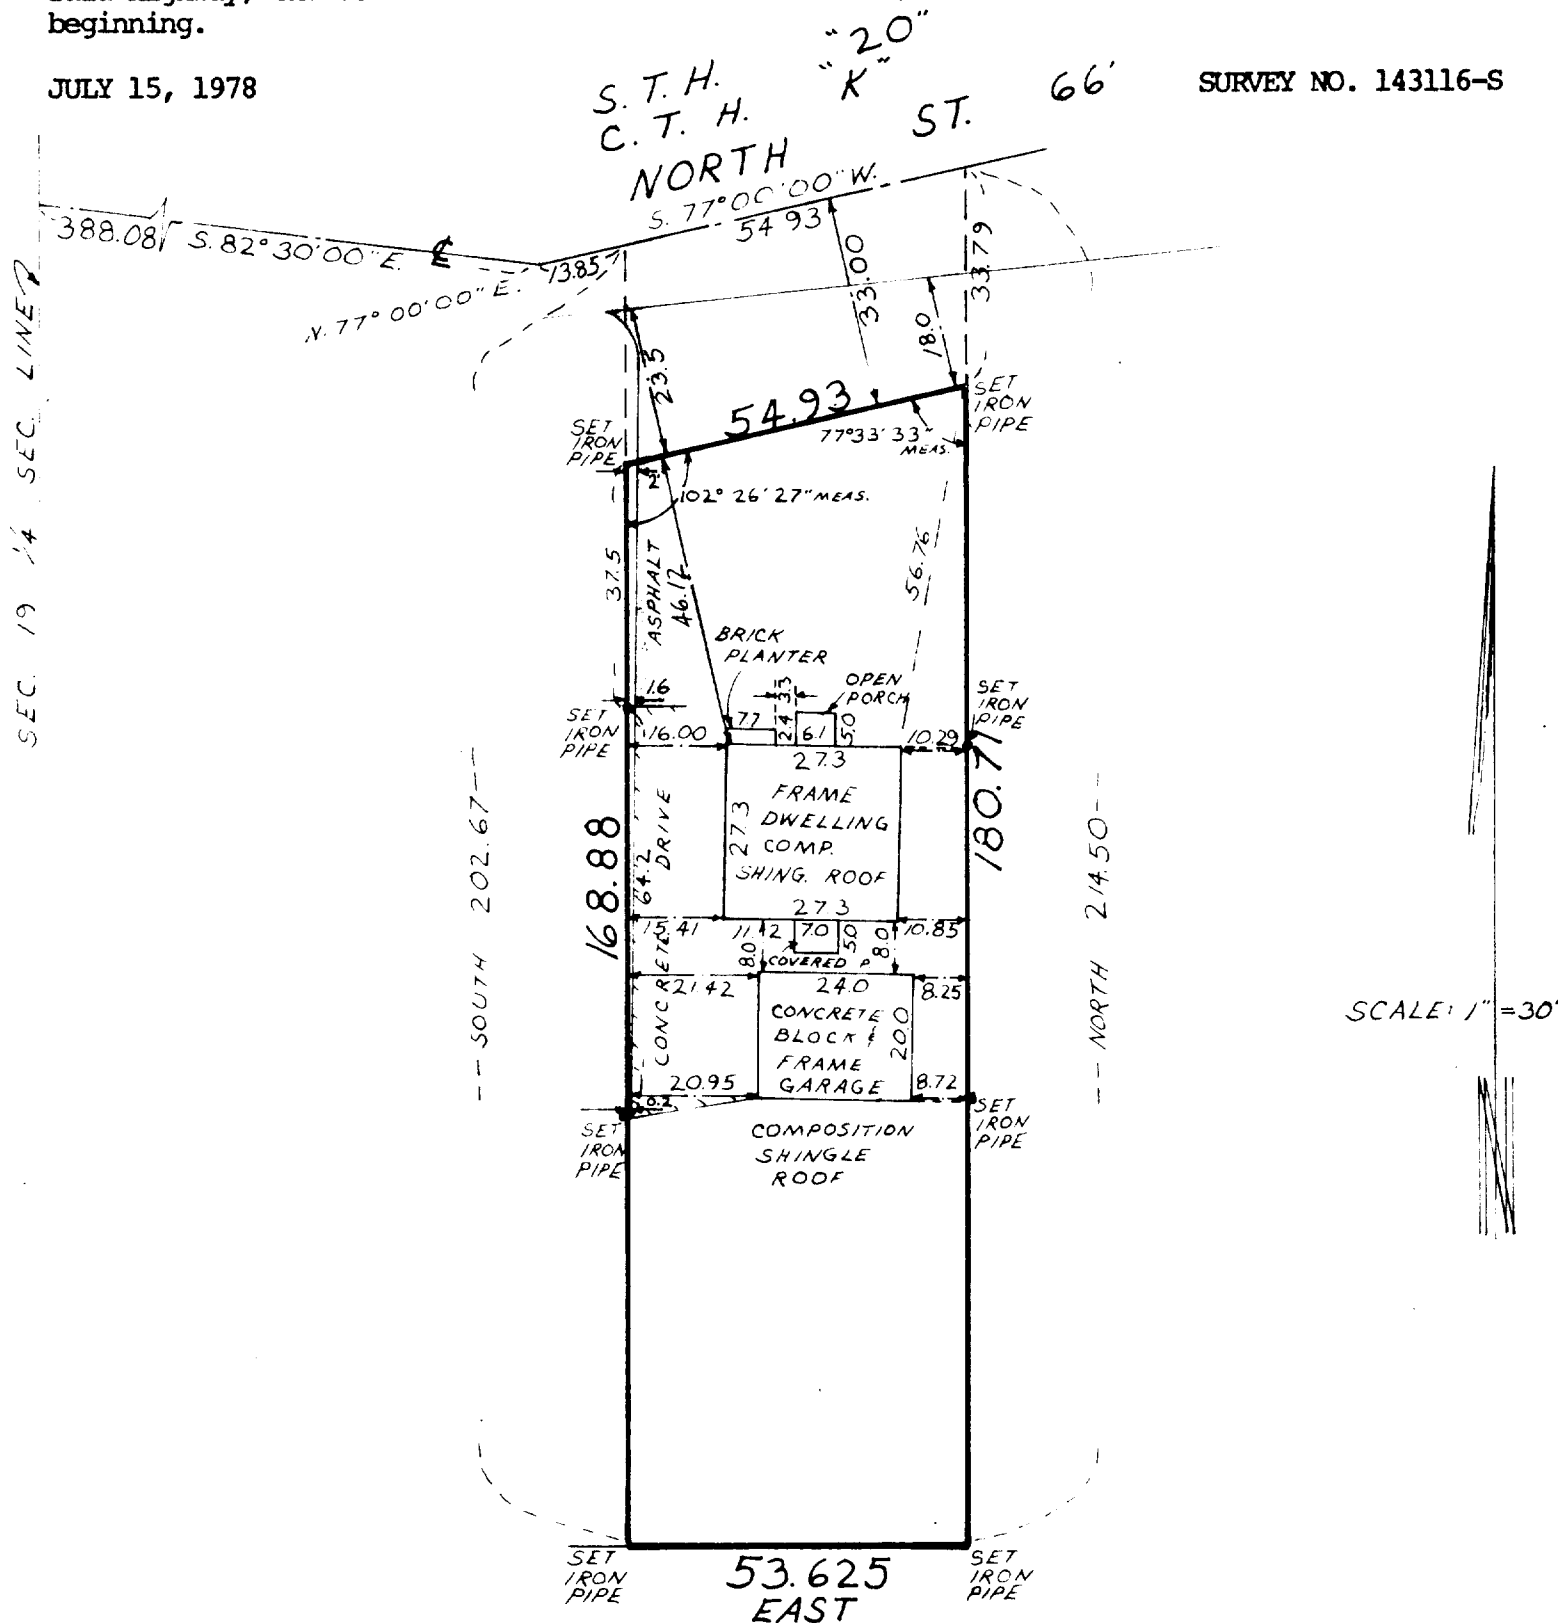 beginning.
JULY 15, 1978
SURVEY NO. 143116-S
S. T. H. "20"
C. T. H. "K"
NORTH ST. 66'
S. 77°00'00" W.
54.93
388.08
S. 82°30'00" E.
13.85
N. 77°00'00" E.
33.00
33.79
18.0
23.5
SEC. 19 1/4 SEC. LINE
54.93
SET
IRON
PIPE
SET
IRON
PIPE
77°33'33"
MEAS.
2.1
102° 26' 27" MEAS.
37.5
ASPHALT
46.17
56.76
BRICK
PLANTER
OPEN
PORCH
1.6
SET
IRON
PIPE
SET
IRON
PIPE
16.00
7.7
2.4
3.3
6.1
5.0
10.29
27.3
FRAME
DWELLING
COMP.
SHING. ROOF
27.3
27.3
168.88
180.77
64.2
CONCRETE DRIVE
--SOUTH 202.67--
--NORTH 214.50--
15.41
11.2
7.0
5.0
8.0
10.85
8.0
COVERED P.
21.42
24.0
8.25
CONCRETE
BLOCK &
FRAME
GARAGE
20.0
20.95
8.72
0.2
SET
IRON
PIPE
SET
IRON
PIPE
COMPOSITION
SHINGLE
ROOF
SCALE: 1" = 30'
SET
IRON
PIPE
53.625
EAST
SET
IRON
PIPE